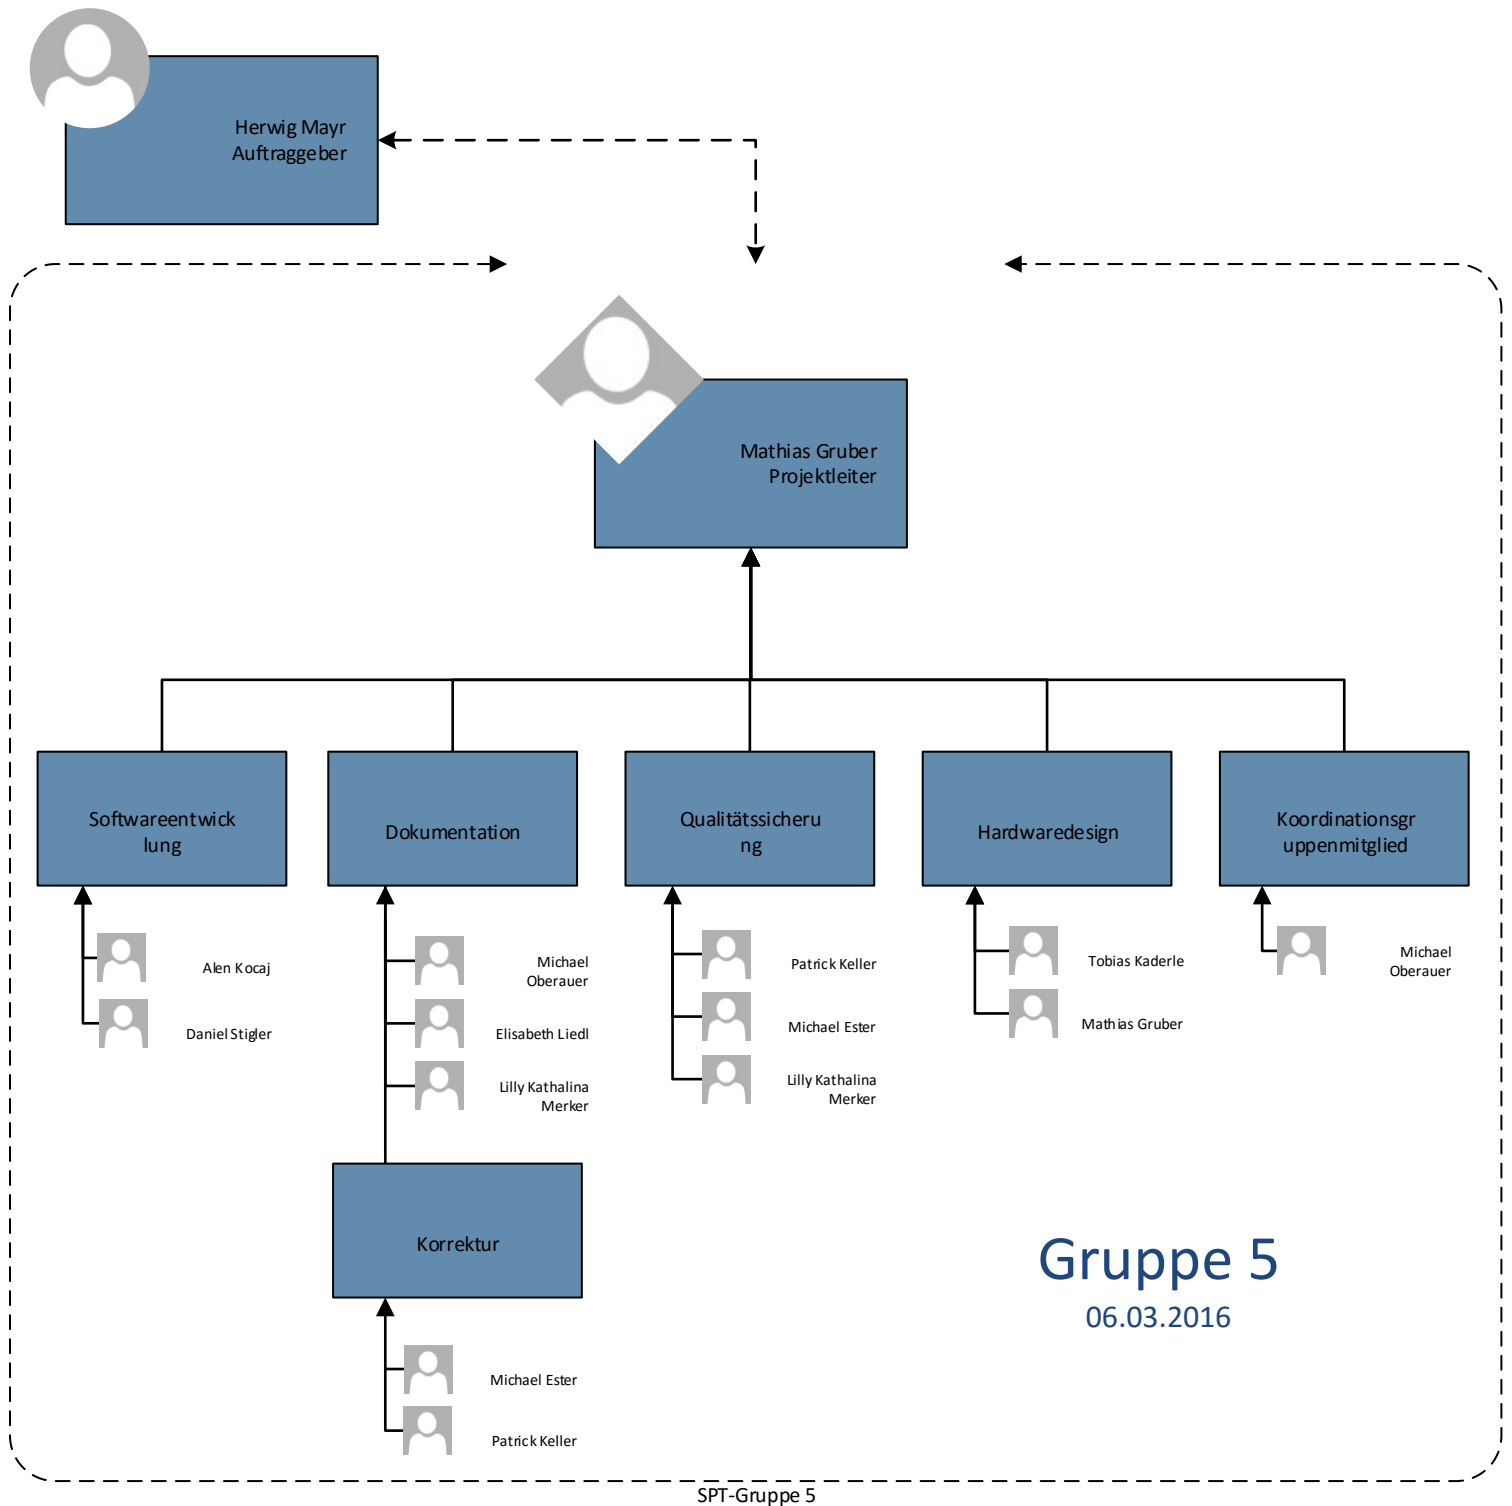 Herwig Mayr
Auftraggeber
Mathias Gruber
Projektleiter
Softwareentwick
lung
Dokumentation
Qualitätssicheru
ng
Hardwaredesign
Koordinationsgr
uppenmitglied
Alen Kocaj
Daniel Stigler
Michael
Oberauer
Elisabeth Liedl
Lilly Kathalina
Merker
Patrick Keller
Michael Ester
Lilly Kathalina
Merker
Tobias Kaderle
Mathias Gruber
Michael
Oberauer
Korrektur
Michael Ester
Patrick Keller
Gruppe 5
06.03.2016
SPT-Gruppe 5